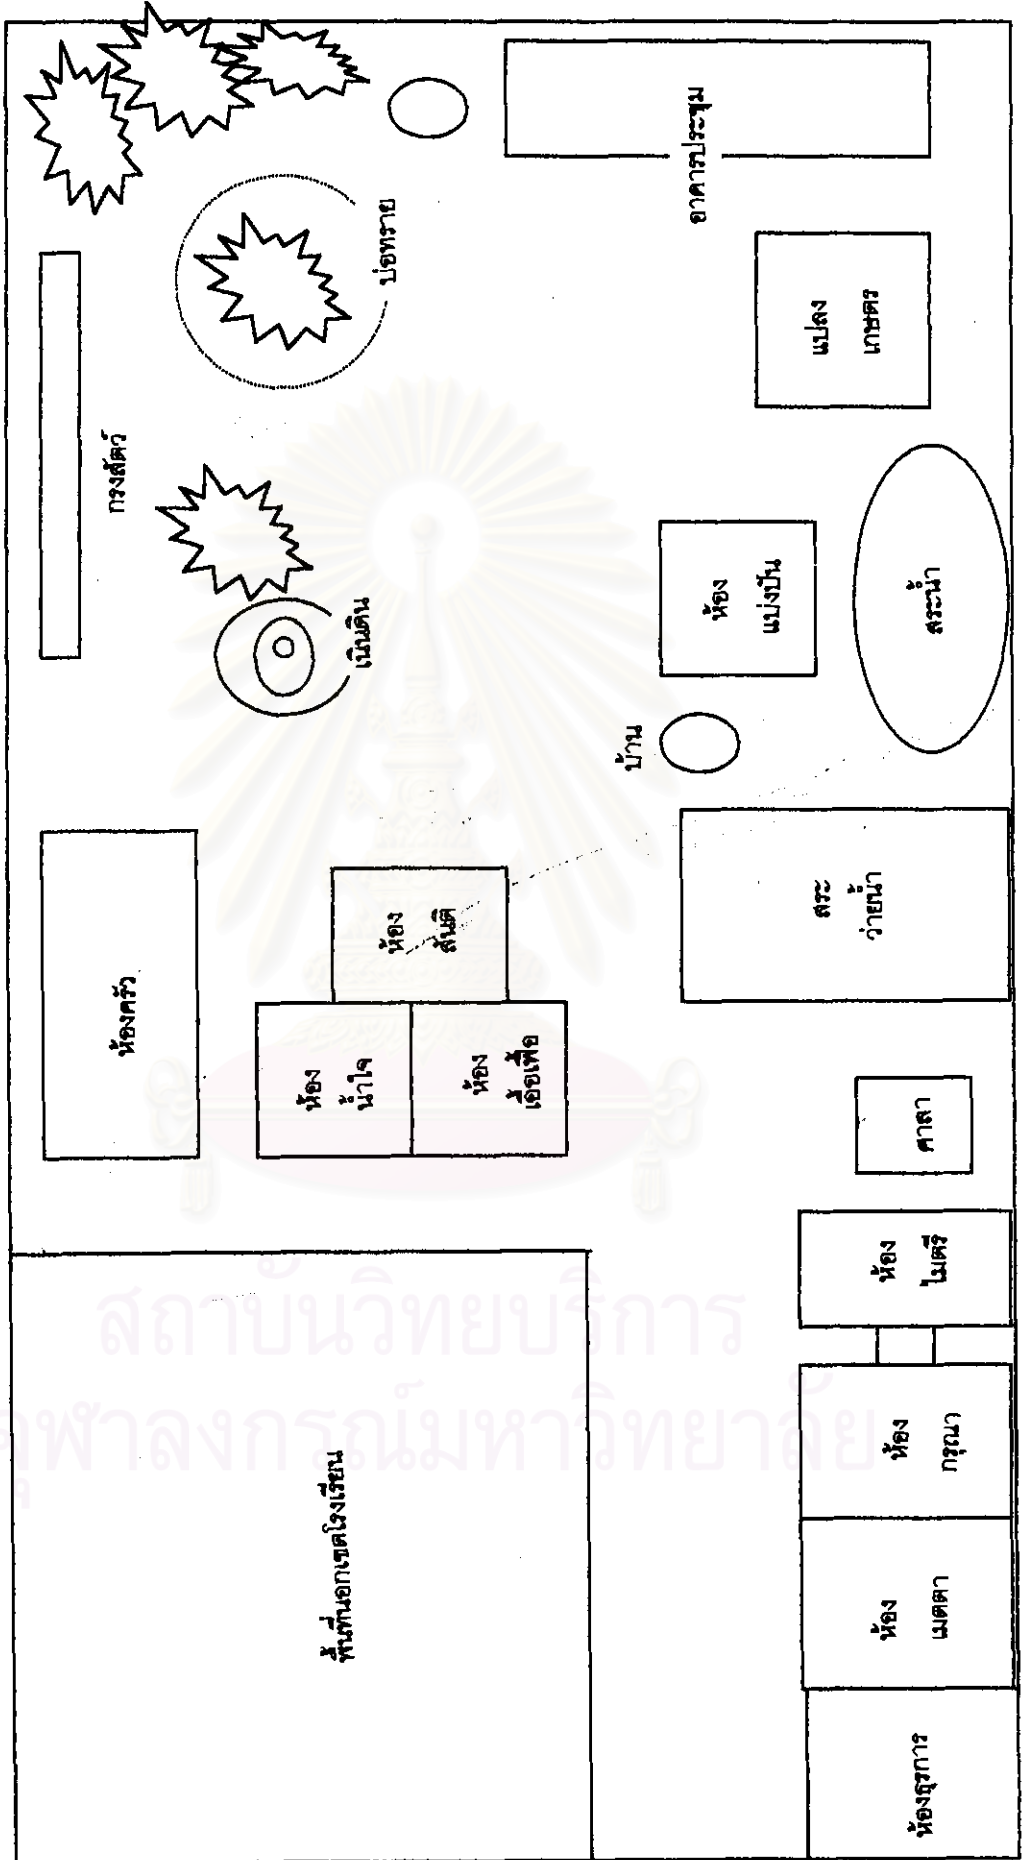 กรงสัตว์
บ่อทราย
เนินดิน
อาคารประชุม
แปลง
เกษตร
ห้อง
แบ่งปัน
สระน้ำ
บ้าน
สระ
ว่ายน้ำ
ห้องครัว
ห้อง
สันติ
ห้อง
น้ำใจ
ห้อง
เอื้อเฟื้อ
ศาลา
ห้อง
ไมตรี
ห้อง
กรุณา
ห้อง
เมตตา
ห้องธุรการ
พื้นที่นอกเขตโรงเรียน
สถาบันวิทยบริการ
จุฬาลงกรณ์มหาวิทยาลัย